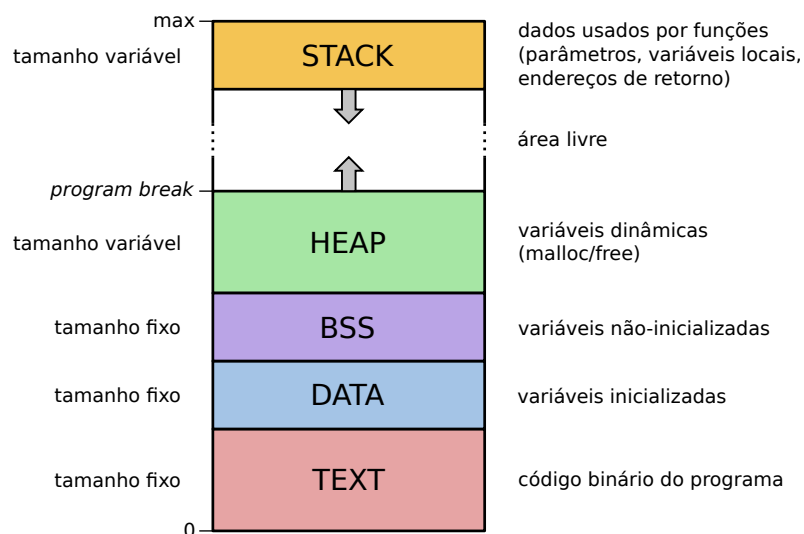 max
tamanho variável
STACK
dados usados por funções
(parâmetros, variáveis locais,
endereços de retorno)
área livre
program break
tamanho variável
HEAP
variáveis dinâmicas
(malloc/free)
tamanho fixo
BSS
variáveis não-inicializadas
tamanho fixo
DATA
variáveis inicializadas
tamanho fixo
TEXT
código binário do programa
0